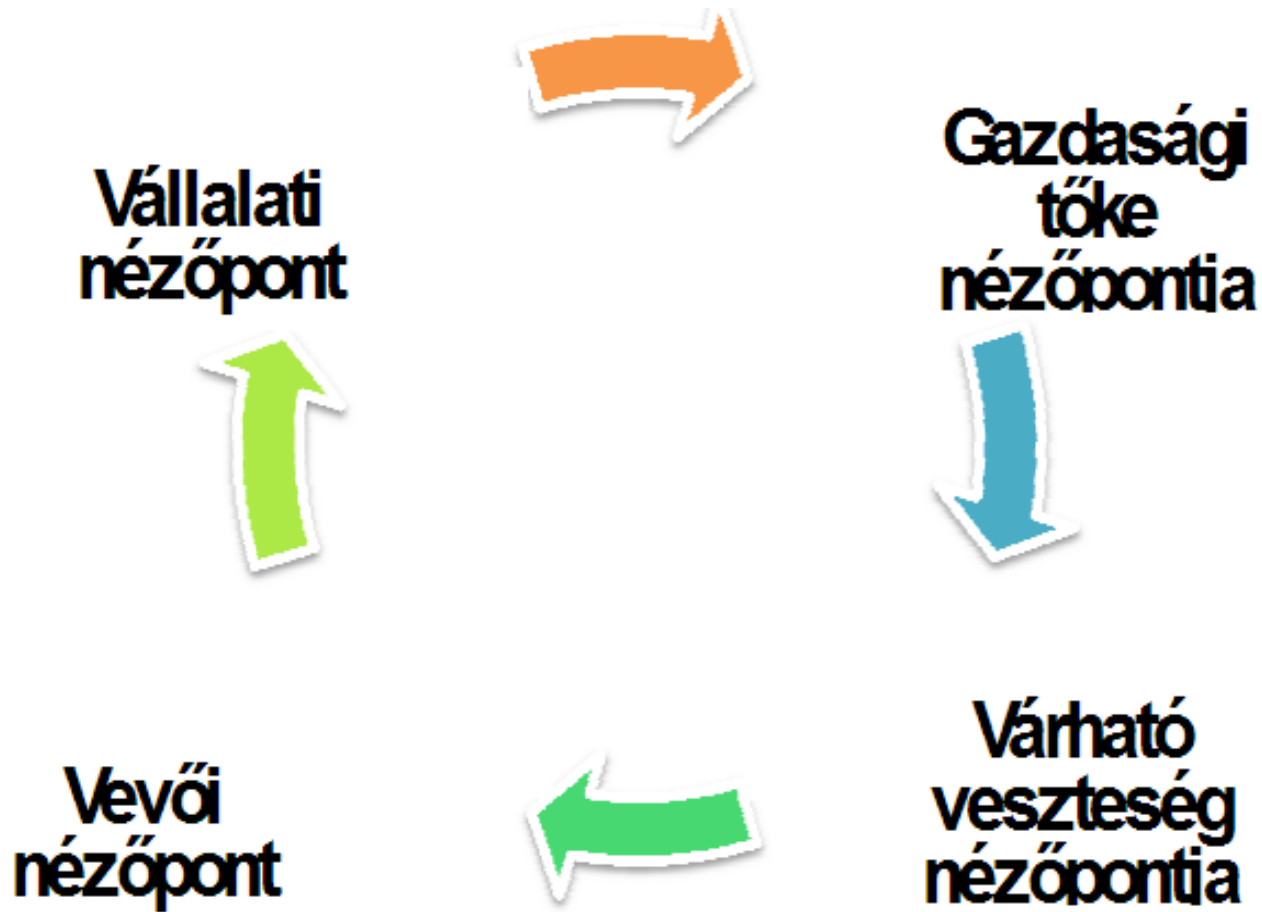 Vállalati
nézőpont
Gazdasági
tőke
nézőpontja
Várható
veszteség
nézőpontja
Vevői
nézőpont